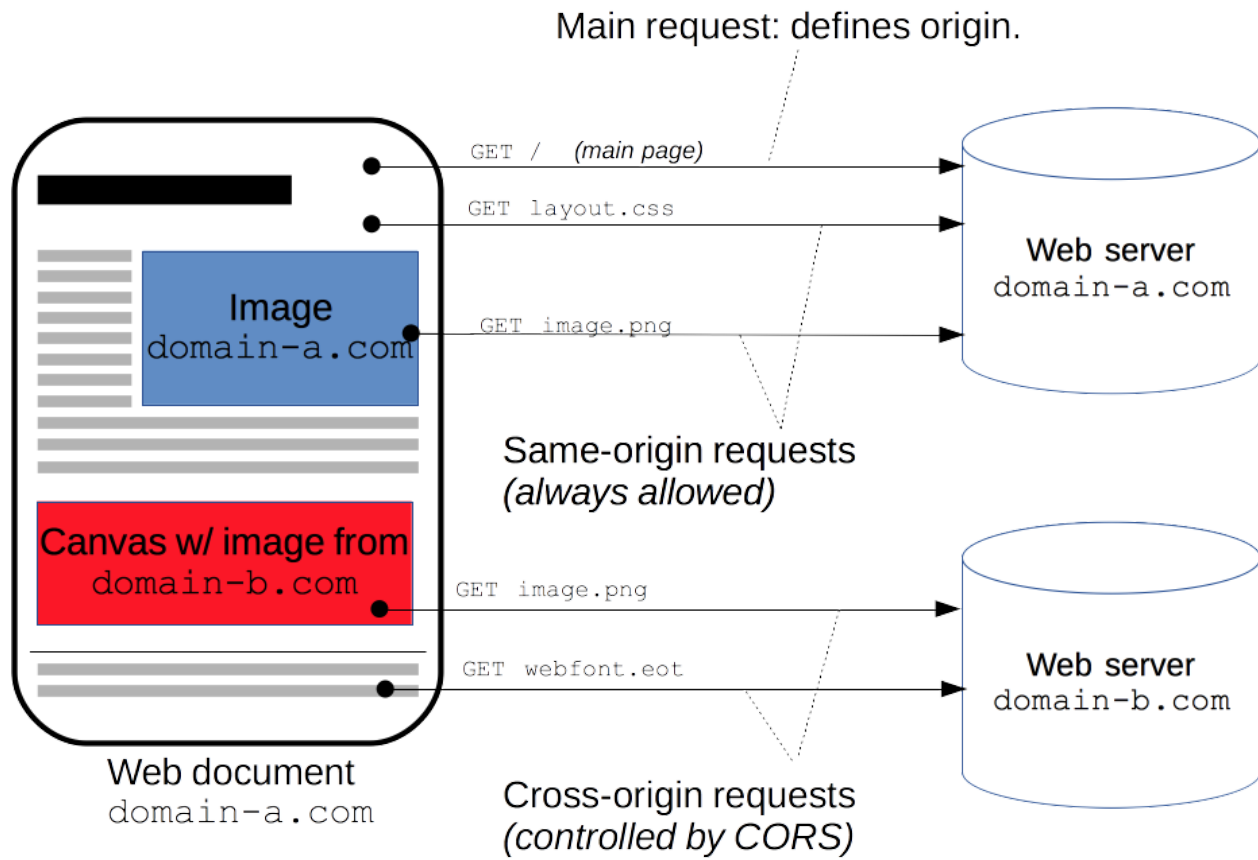 Main request: defines origin.
GET / (main page)
GET layout.css
Image
domain-a.com
GET image.png
Web server
domain-a.com
Same-origin requests
(always allowed)
Canvas w/ image from
domain-b.com
GET image.png
GET webfont.eot
Web server
domain-b.com
Web document
domain-a.com
Cross-origin requests
(controlled by CORS)